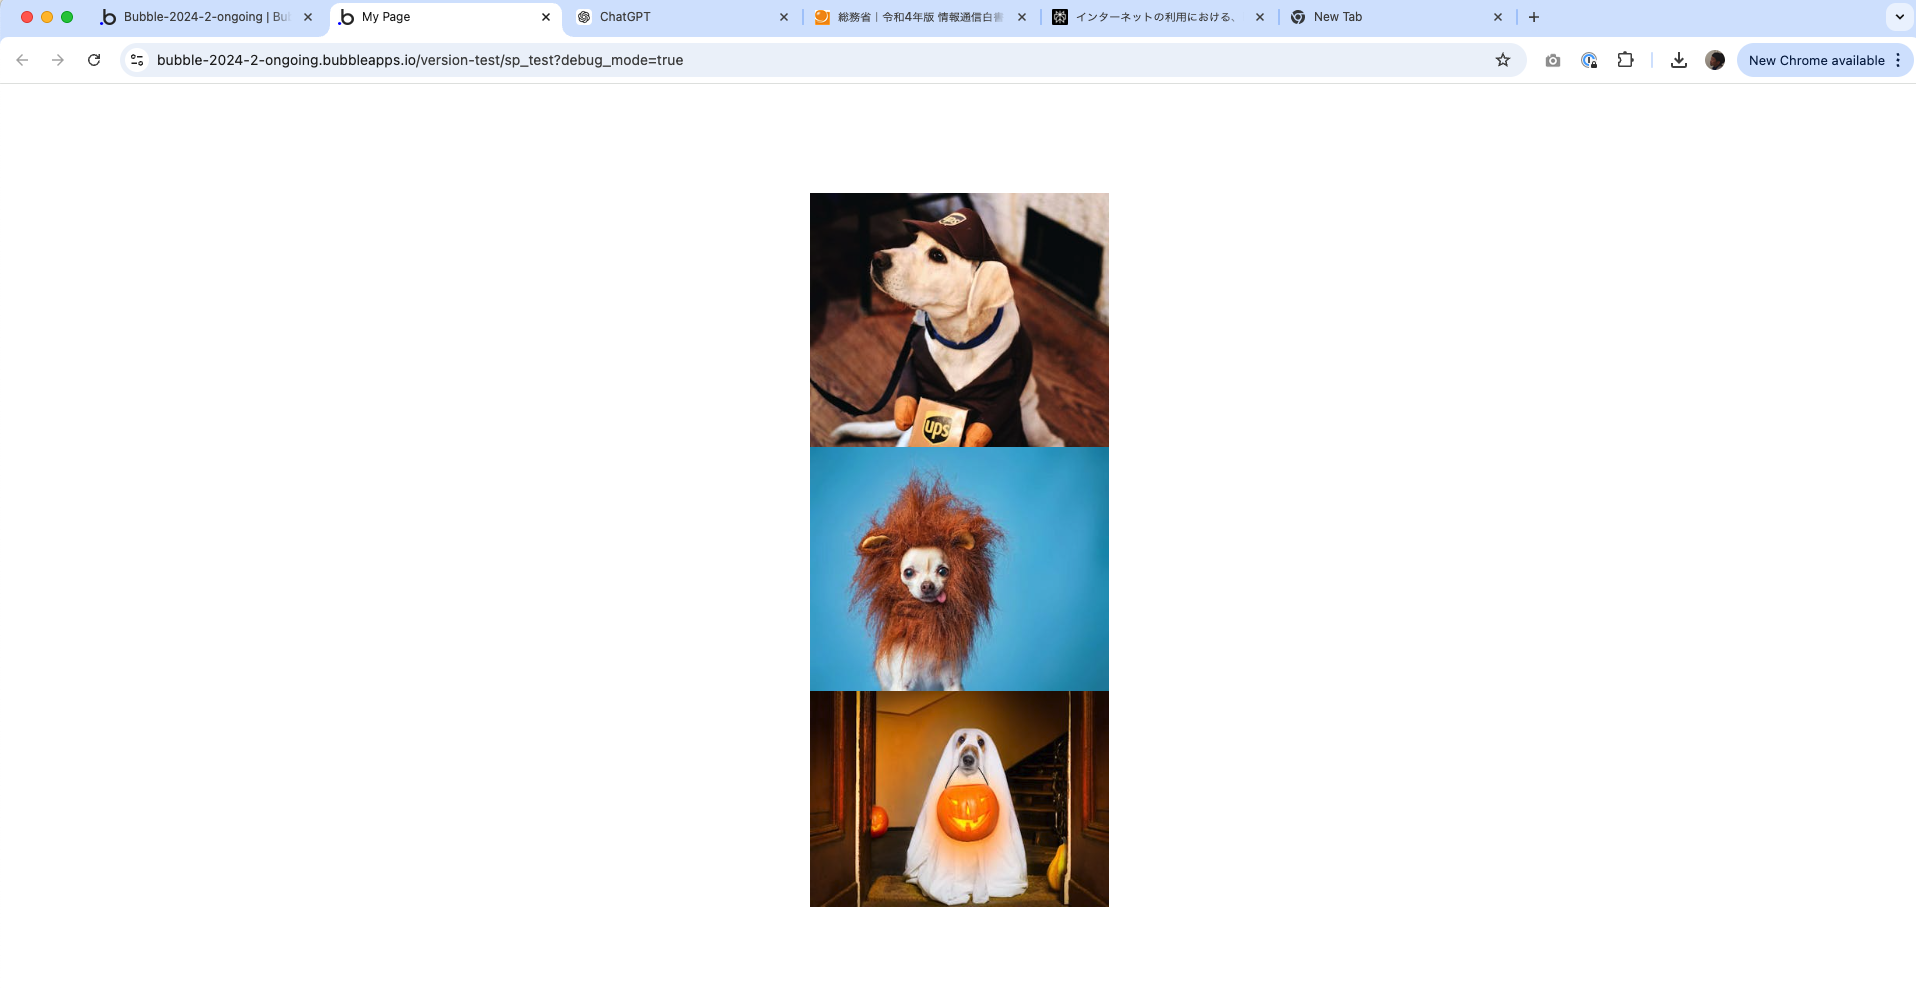 Bubble-2024-2-ongoing | Bu
My Page
ChatGPT
総務省｜令和4年版 情報通信白書
インターネットの利用における、
New Tab
bubble-2024-2-ongoing.bubbleapps.io/version-test/sp_test?debug_mode=true
New Chrome available
ups
ups